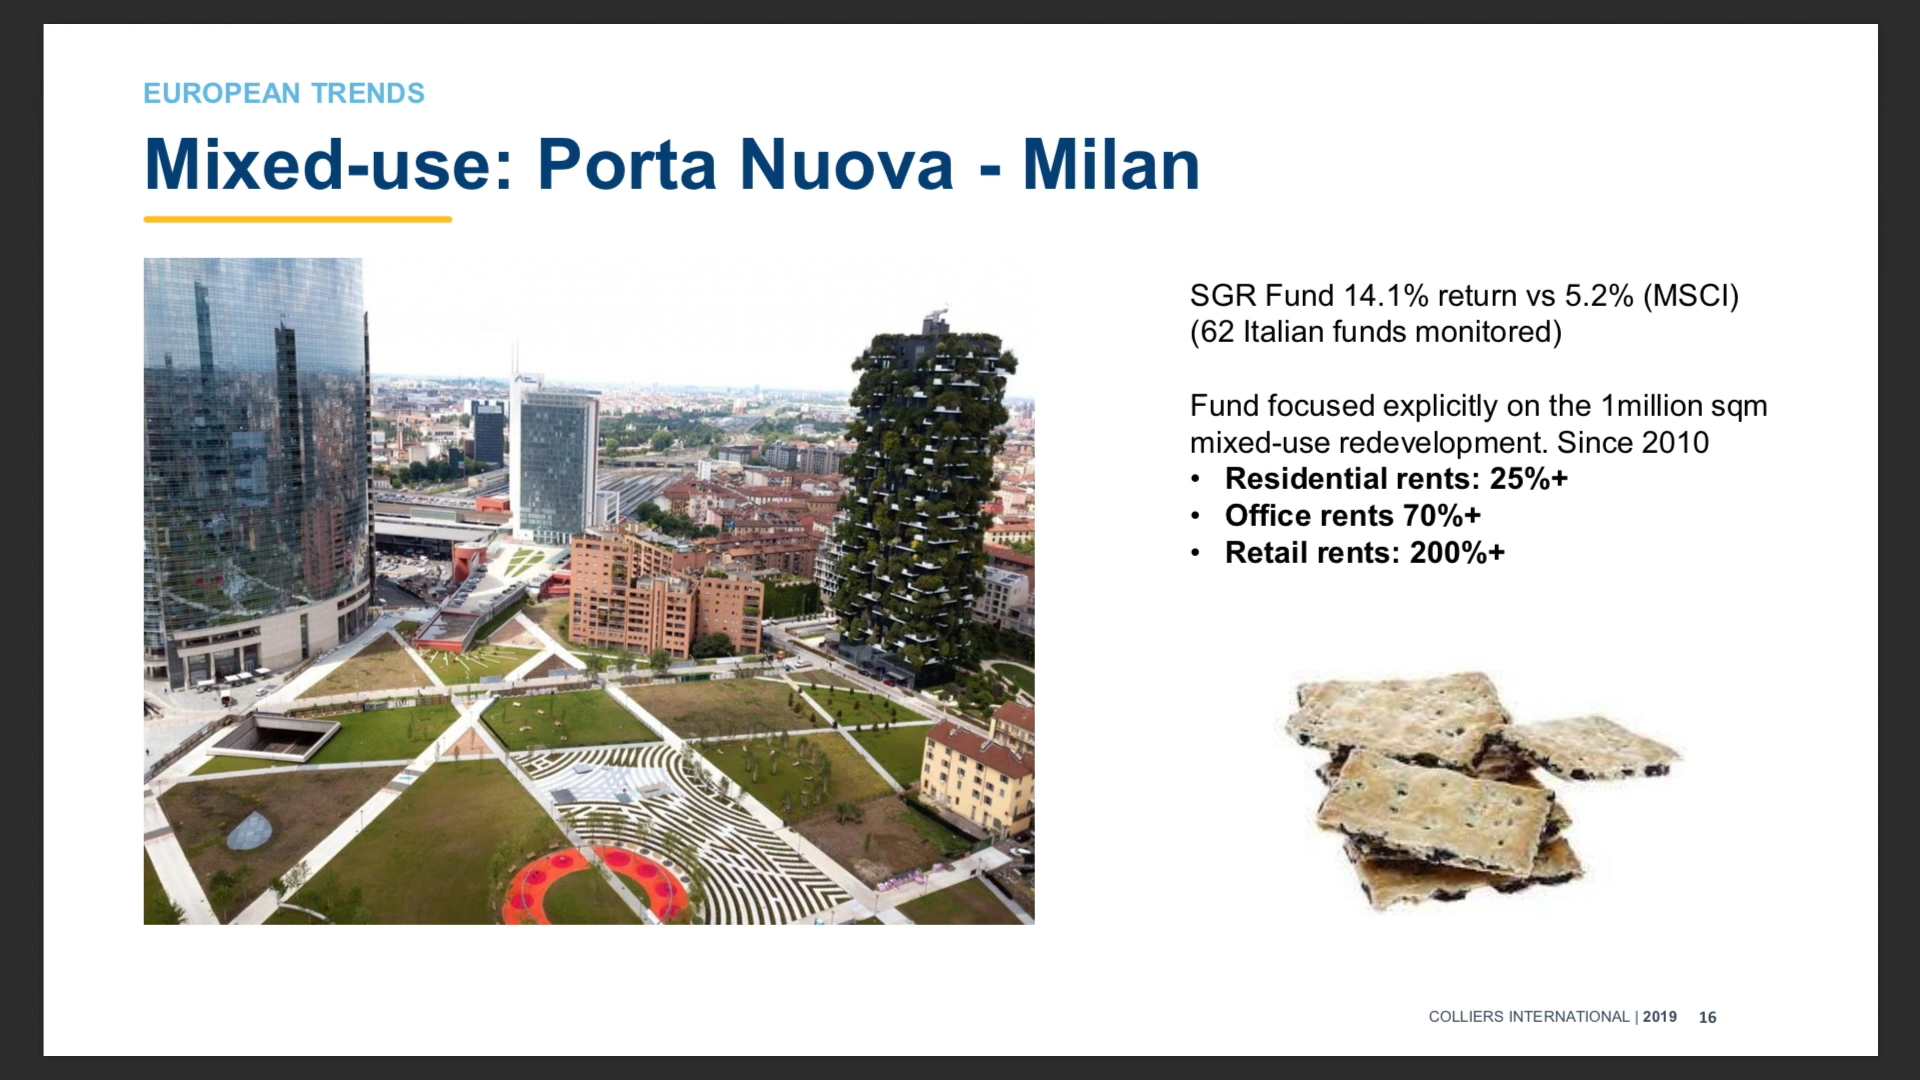 EUROPEAN TRENDS
Mixed-use: Porta Nuova - Milan
SGR Fund 14.1% return vs 5.2% (MSCI)
(62 Italian funds monitored)
Fund focused explicitly on the 1million sqm
mixed-use redevelopment. Since 2010
• Residential rents: 25%+
• Office rents 70%+
• Retail rents: 200%+
COLLIERS INTERNATIONAL | 2019 16